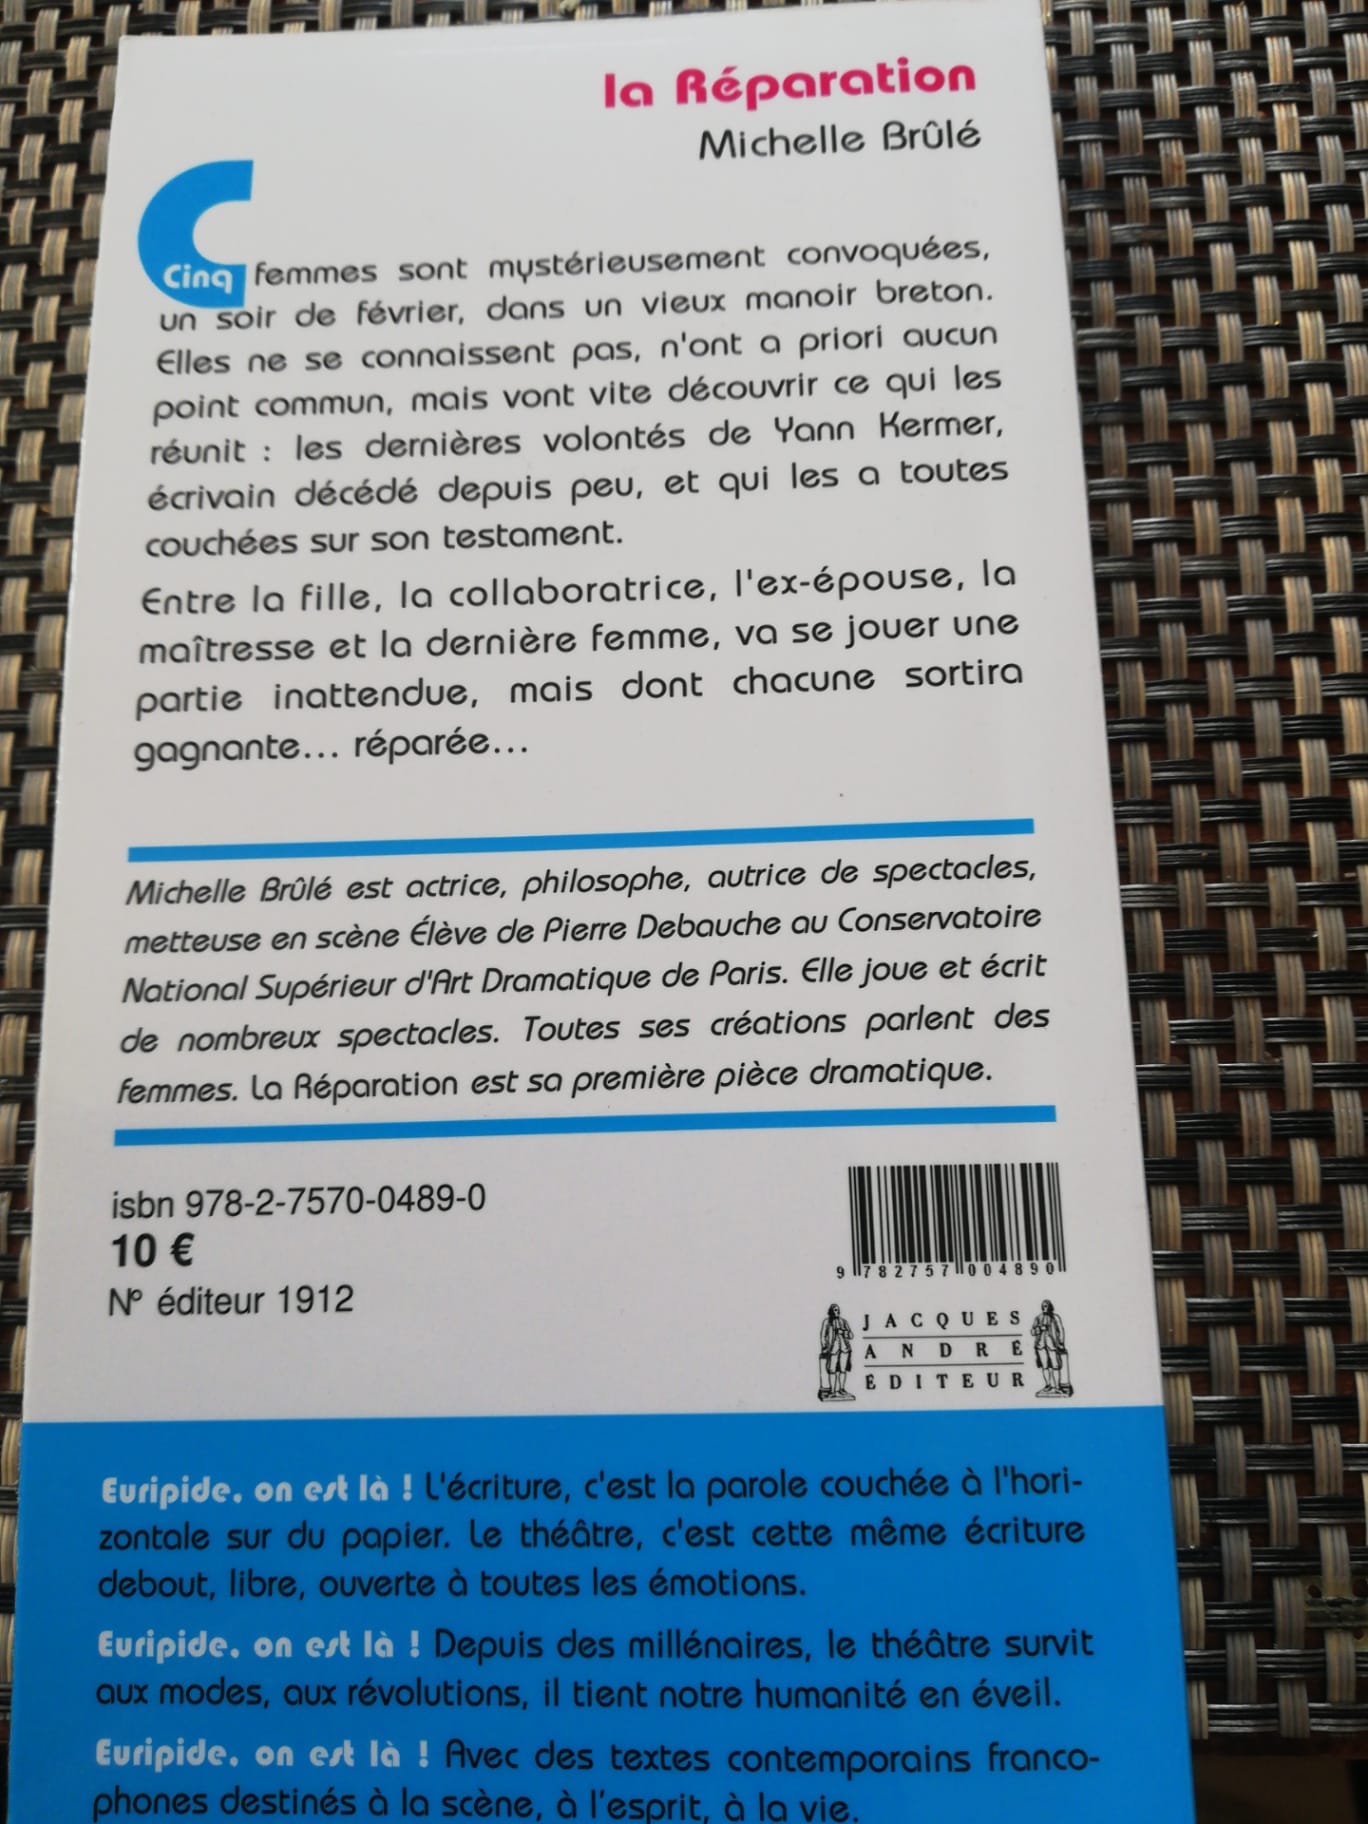 la Réparation
Michelle Brûlé
Cinq femmes sont mystérieusement convoquées,
un soir de février, dans un vieux manoir breton.
Elles ne se connaissent pas, n'ont a priori aucun
point commun, mais vont vite découvrir ce qui les
réunit : les dernières volontés de Yann Kermer,
écrivain décédé depuis peu, et qui les a toutes
couchées sur son testament.
Entre la fille, la collaboratrice, l'ex-épouse, la
maîtresse et la dernière femme, va se jouer une
partie inattendue, mais dont chacune sortira
gagnante... réparée...
Michelle Brûlé est actrice, philosophe, autrice de spectacles,
metteuse en scène Élève de Pierre Debauche au Conservatoire
National Supérieur d'Art Dramatique de Paris. Elle joue et écrit
de nombreux spectacles. Toutes ses créations parlent des
femmes. La Réparation est sa première pièce dramatique.
isbn 978-2-7570-0489-0
10 €
N° éditeur 1912
9 782757 004890
JACQUES
ANDRÉ
ÉDITEUR
Euripide, on est là ! L'écriture, c'est la parole couchée à l'hori-
zontale sur du papier. Le théâtre, c'est cette même écriture
debout, libre, ouverte à toutes les émotions.
Euripide, on est là ! Depuis des millénaires, le théâtre survit
aux modes, aux révolutions, il tient notre humanité en éveil.
Euripide, on est là ! Avec des textes contemporains franco-
phones destinés à la scène, à l'esprit, à la vie.